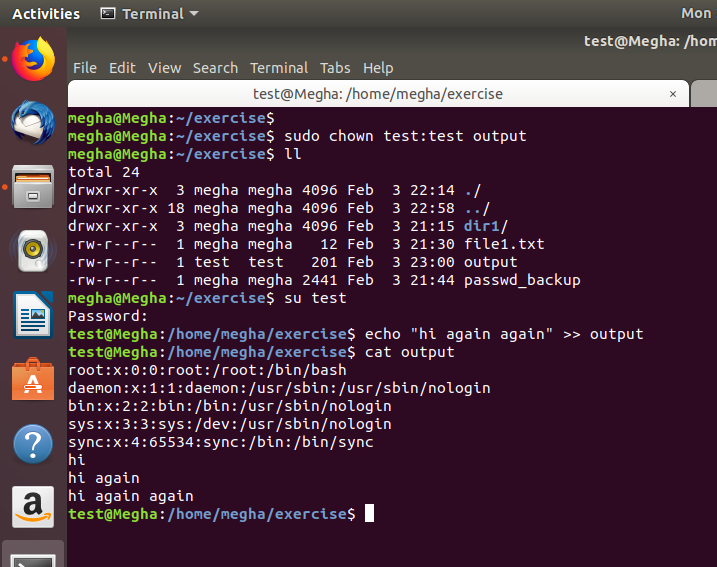 Activities Terminal Mon
test@Megha: /hom
File Edit View Search Terminal Tabs Help
test@Megha: /home/megha/exercise ×
megha@Megha:~/exercise$
megha@Megha:~/exercise$ sudo chown test:test output
megha@Megha:~/exercise$ ll
total 24
drwxr-xr-x  3 megha megha 4096 Feb  3 22:14 ./
drwxr-xr-x 18 megha megha 4096 Feb  3 22:58 ../
drwxr-xr-x  3 megha megha 4096 Feb  3 21:15 dir1/
-rw-r--r--  1 megha megha   12 Feb  3 21:30 file1.txt
-rw-r--r--  1 test  test   201 Feb  3 23:00 output
-rw-r--r--  1 megha megha 2441 Feb  3 21:44 passwd_backup
megha@Megha:~/exercise$ su test
Password:
test@Megha:/home/megha/exercise$ echo "hi again again" >> output
test@Megha:/home/megha/exercise$ cat output
root:x:0:0:root:/root:/bin/bash
daemon:x:1:1:daemon:/usr/sbin:/usr/sbin/nologin
bin:x:2:2:bin:/bin:/usr/sbin/nologin
sys:x:3:3:sys:/dev:/usr/sbin/nologin
sync:x:4:65534:sync:/bin:/bin/sync
hi
hi again
hi again again
test@Megha:/home/megha/exercise$